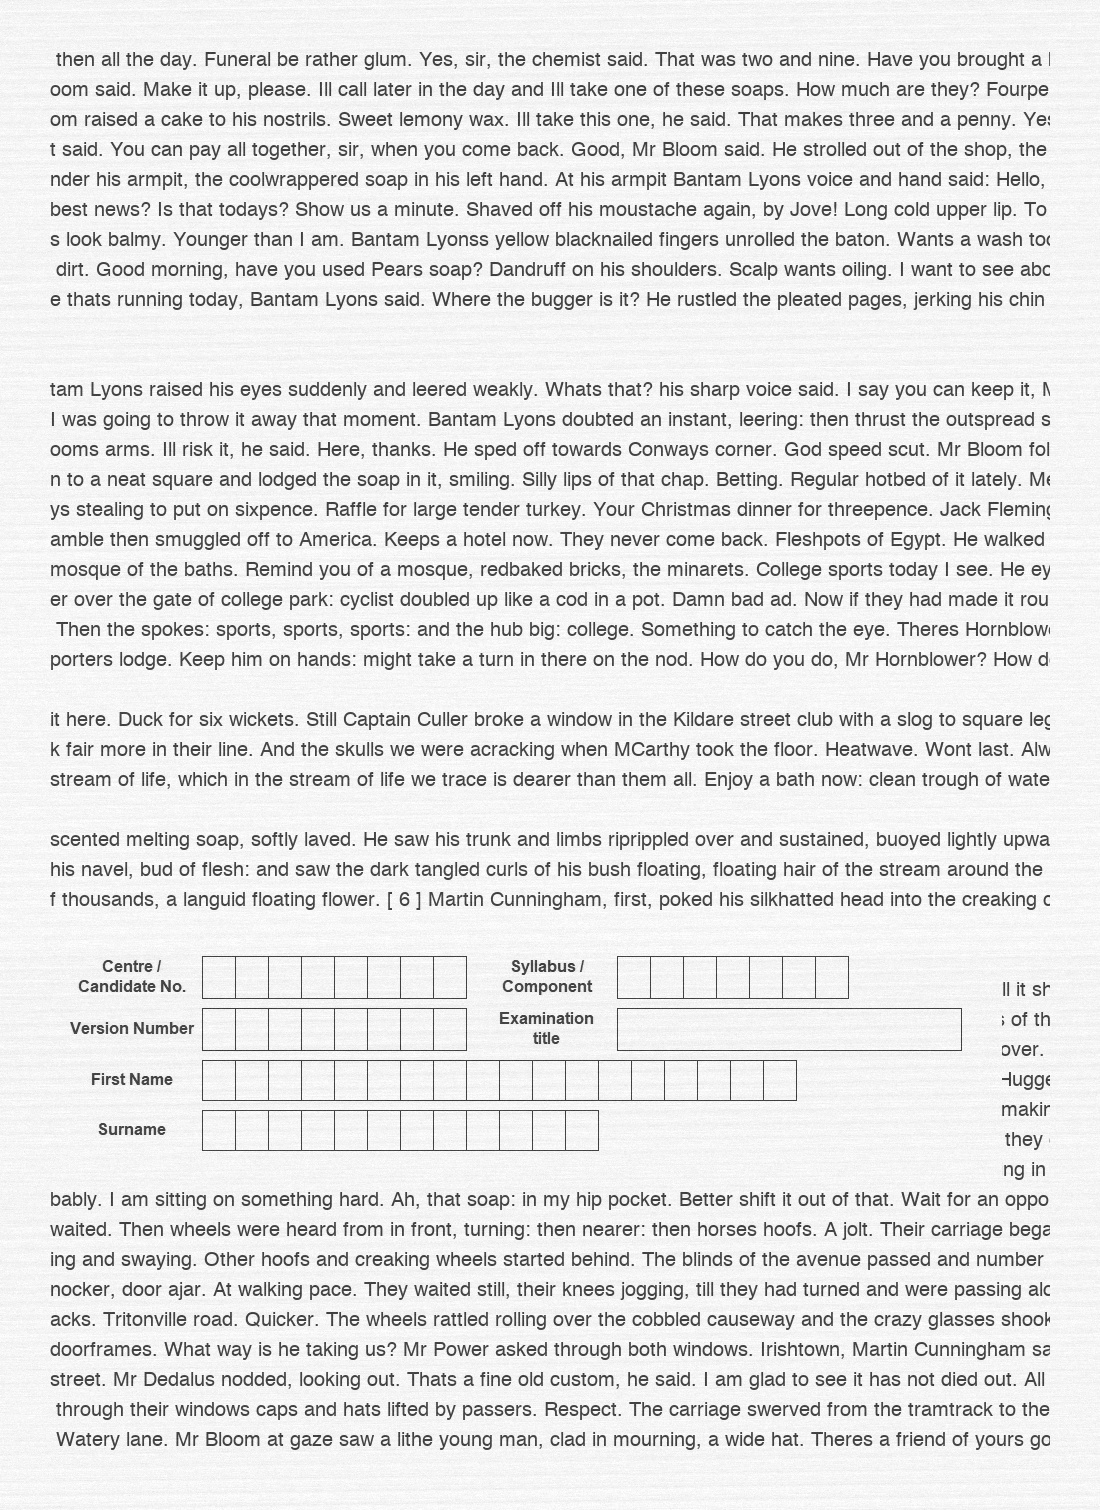 then all the day. Funeral be rather glum. Yes, sir, the chemist said. That was two and nine. Have you brought a
oom said. Make it up, please. Ill call later in the day and Ill take one of these soaps. How much are they? Fourpe
om raised a cake to his nostrils. Sweet lemony wax. Ill take this one, he said. That makes three and a penny. Yes
t said. You can pay all together, sir, when you come back. Good, Mr Bloom said. He strolled out of the shop, the
nder his armpit, the coolwrappered soap in his left hand. At his armpit Bantam Lyons voice and hand said: Hello,
best news? Is that todays? Show us a minute. Shaved off his moustache again, by Jove! Long cold upper lip. To
s look balmy. Younger than I am. Bantam Lyonss yellow blacknailed fingers unrolled the baton. Wants a wash too
dirt. Good morning, have you used Pears soap? Dandruff on his shoulders. Scalp wants oiling. I want to see abo
e thats running today, Bantam Lyons said. Where the bugger is it? He rustled the pleated pages, jerking his chin
tam Lyons raised his eyes suddenly and leered weakly. Whats that? his sharp voice said. I say you can keep it, M
I was going to throw it away that moment. Bantam Lyons doubted an instant, leering: then thrust the outspread s
ooms arms. Ill risk it, he said. Here, thanks. He sped off towards Conways corner. God speed scut. Mr Bloom fol
n to a neat square and lodged the soap in it, smiling. Silly lips of that chap. Betting. Regular hotbed of it lately. Me
ys stealing to put on sixpence. Raffle for large tender turkey. Your Christmas dinner for threepence. Jack Fleming
amble then smuggled off to America. Keeps a hotel now. They never come back. Fleshpots of Egypt. He walked
mosque of the baths. Remind you of a mosque, redbaked bricks, the minarets. College sports today I see. He ey
er over the gate of college park: cyclist doubled up like a cod in a pot. Damn bad ad. Now if they had made it rou
Then the spokes: sports, sports, sports: and the hub big: college. Something to catch the eye. Theres Hornblowe
porters lodge. Keep him on hands: might take a turn in there on the nod. How do you do, Mr Hornblower? How d
it here. Duck for six wickets. Still Captain Culler broke a window in the Kildare street club with a slog to square leg
k fair more in their line. And the skulls we were acracking when MCarthy took the floor. Heatwave. Wont last. Alw
stream of life, which in the stream of life we trace is dearer than them all. Enjoy a bath now: clean trough of wate
scented melting soap, softly laved. He saw his trunk and limbs riprippled over and sustained, buoyed lightly upwa
his navel, bud of flesh: and saw the dark tangled curls of his bush floating, floating hair of the stream around the
f thousands, a languid floating flower. [ 6 ] Martin Cunningham, first, poked his silkhatted head into the creaking c
Centre /
Candidate No.
Syllabus /
Component
Version Number
Examination
title
First Name
Surname
ll it sh
s of th
over.
Hugge
makin
they
ng in
bably. I am sitting on something hard. Ah, that soap: in my hip pocket. Better shift it out of that. Wait for an oppo
waited. Then wheels were heard from in front, turning: then nearer: then horses hoofs. A jolt. Their carriage bega
ing and swaying. Other hoofs and creaking wheels started behind. The blinds of the avenue passed and number
nocker, door ajar. At walking pace. They waited still, their knees jogging, till they had turned and were passing alo
acks. Tritonville road. Quicker. The wheels rattled rolling over the cobbled causeway and the crazy glasses shook
doorframes. What way is he taking us? Mr Power asked through both windows. Irishtown, Martin Cunningham sa
street. Mr Dedalus nodded, looking out. Thats a fine old custom, he said. I am glad to see it has not died out. All
through their windows caps and hats lifted by passers. Respect. The carriage swerved from the tramtrack to the
Watery lane. Mr Bloom at gaze saw a lithe young man, clad in mourning, a wide hat. Theres a friend of yours go